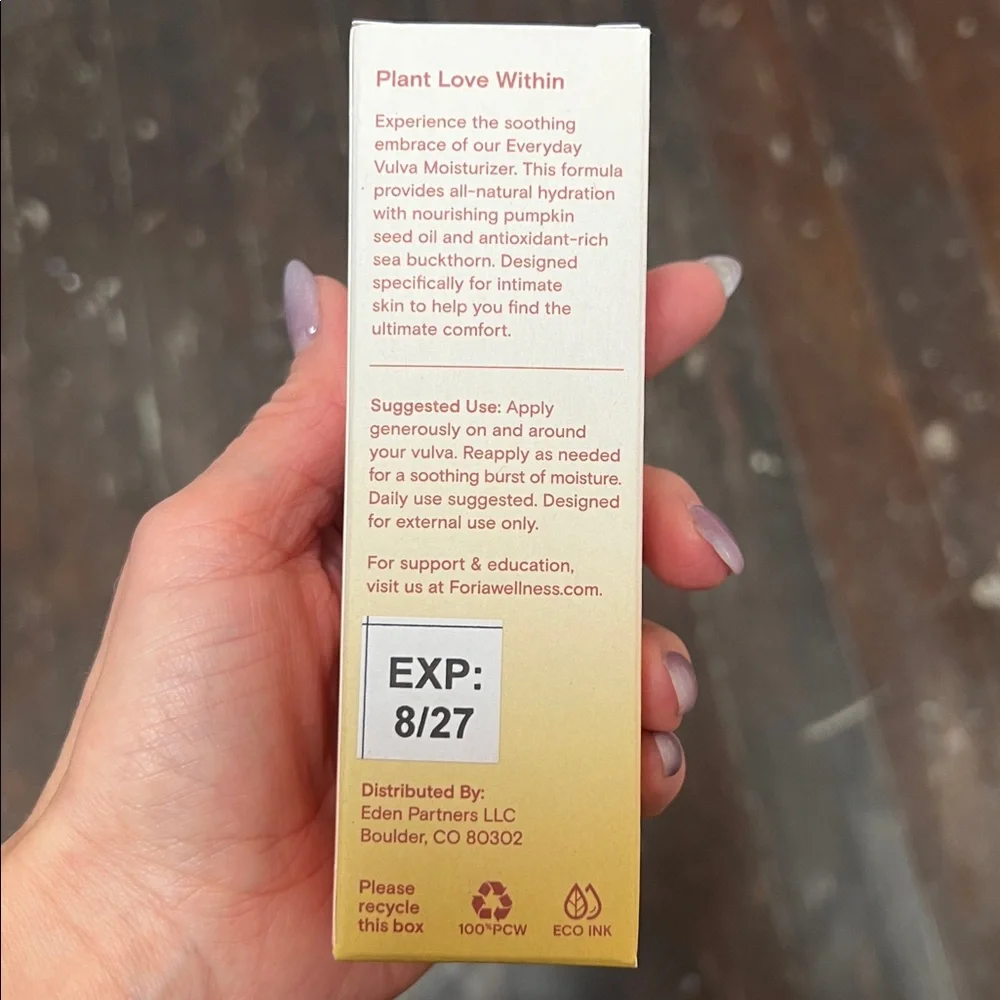 Plant Love Within
Experience the soothing
embrace of our Everyday
Vulva Moisturizer. This formula
provides all-natural hydration
with nourishing pumpkin
seed oil and antioxidant-rich
sea buckthorn. Designed
specifically for intimate
skin to help you find the
ultimate comfort.
Suggested Use: Apply
generously on and around
your vulva. Reapply as needed
for a soothing burst of moisture.
Daily use suggested. Designed
for external use only.
For support & education,
visit us at Foriawellness.com.
EXP:
8/27
Distributed By:
Eden Partners LLC
Boulder, CO 80302
Please
recycle
this box
100%PCW
ECO INK